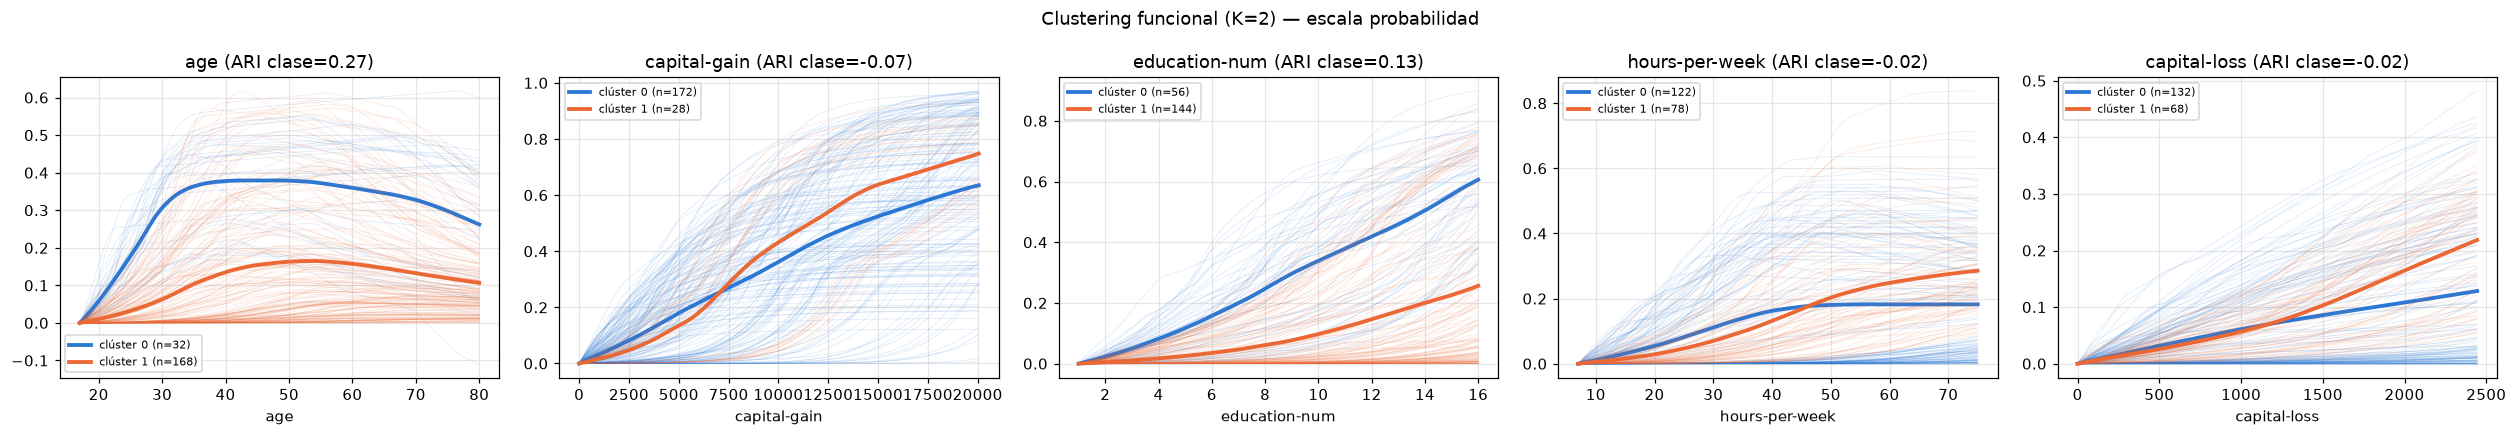 Clustering funcional (K=2) — escala probabilidad
age (ARI clase=0.27)
0.6
0.5
0.4
0.3
0.2
0.1
0.0
−0.1
clúster 0 (n=32)
clúster 1 (n=168)
20 30 40 50 60 70 80
age
capital-gain (ARI clase=-0.07)
clúster 0 (n=172)
clúster 1 (n=28)
1.0
0.8
0.6
0.4
0.2
0.0
0 2500 5000 7500 10000 12500 15000 17500 20000
capital-gain
education-num (ARI clase=0.13)
clúster 0 (n=56)
clúster 1 (n=144)
0.8
0.6
0.4
0.2
0.0
2 4 6 8 10 12 14 16
education-num
hours-per-week (ARI clase=-0.02)
clúster 0 (n=122)
clúster 1 (n=78)
0.8
0.6
0.4
0.2
0.0
10 20 30 40 50 60 70
hours-per-week
capital-loss (ARI clase=-0.02)
clúster 0 (n=132)
clúster 1 (n=68)
0.5
0.4
0.3
0.2
0.1
0.0
0 500 1000 1500 2000 2500
capital-loss